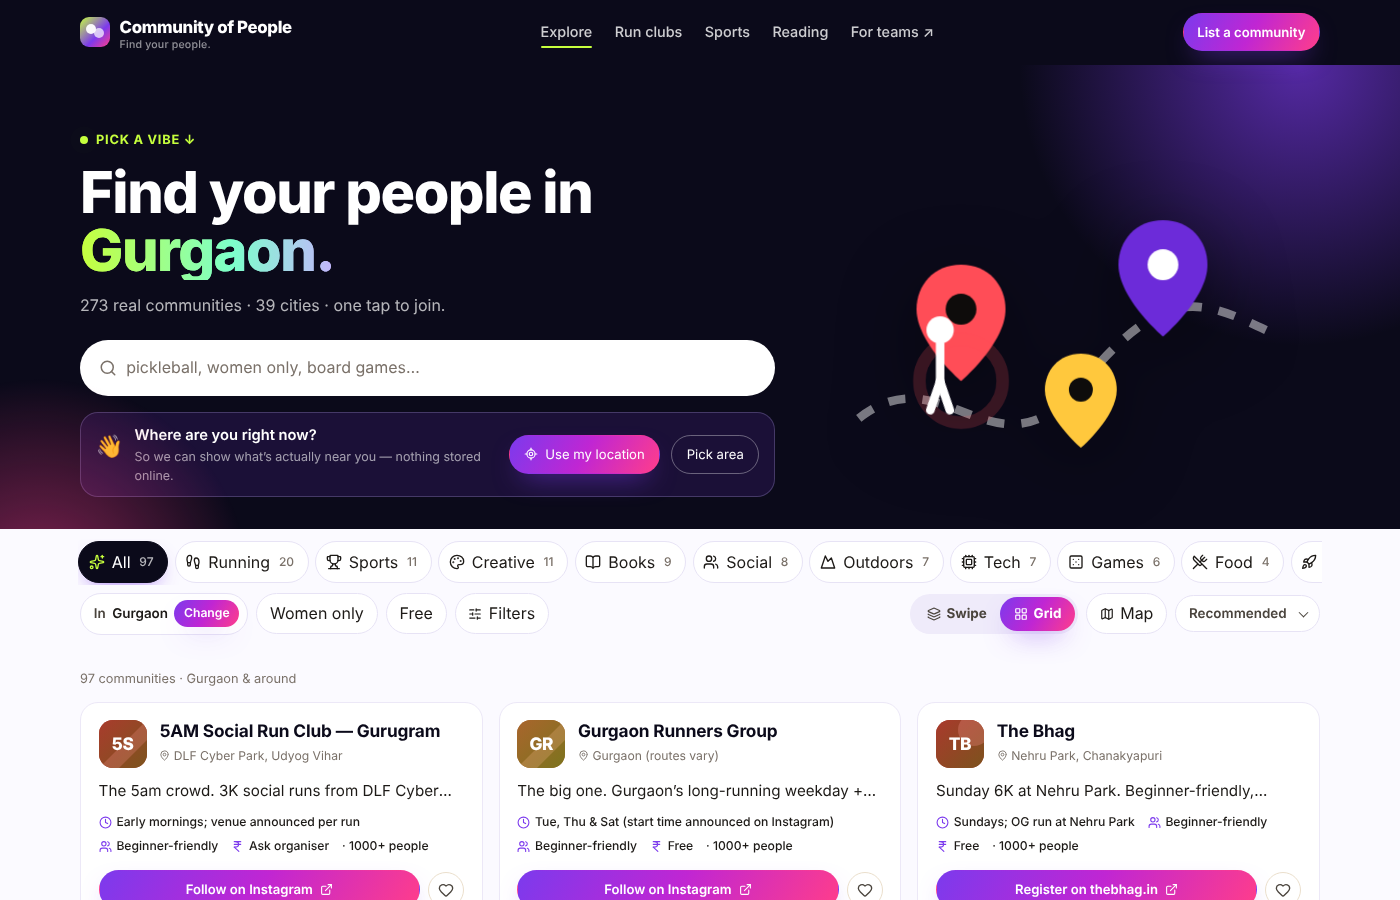 Community of People
Find your people.
Explore
Run clubs
Sports
Reading
For teams ↗
List a community
PICK A VIBE ↓
Find your people in
Gurgaon.
273 real communities · 39 cities · one tap to join.
pickleball, women only, board games...
Where are you right now?
So we can show what's actually near you — nothing stored
online.
Use my location
Pick area
All 97
Running 20
Sports 11
Creative 11
Books 9
Social 8
Outdoors 7
Tech 7
Games 6
Food 4
In Gurgaon Change
Women only
Free
Filters
Swipe
Grid
Map
Recommended
97 communities · Gurgaon & around
5S
5AM Social Run Club — Gurugram
DLF Cyber Park, Udyog Vihar
The 5am crowd. 3K social runs from DLF Cyber...
Early mornings; venue announced per run
Beginner-friendly ₹ Ask organiser · 1000+ people
Follow on Instagram
GR
Gurgaon Runners Group
Gurgaon (routes vary)
The big one. Gurgaon's long-running weekday +...
Tue, Thu & Sat (start time announced on Instagram)
Beginner-friendly ₹ Free · 1000+ people
Follow on Instagram
TB
The Bhag
Nehru Park, Chanakyapuri
Sunday 6K at Nehru Park. Beginner-friendly,...
Sundays; OG run at Nehru Park Beginner-friendly
₹ Free · 1000+ people
Register on thebhag.in